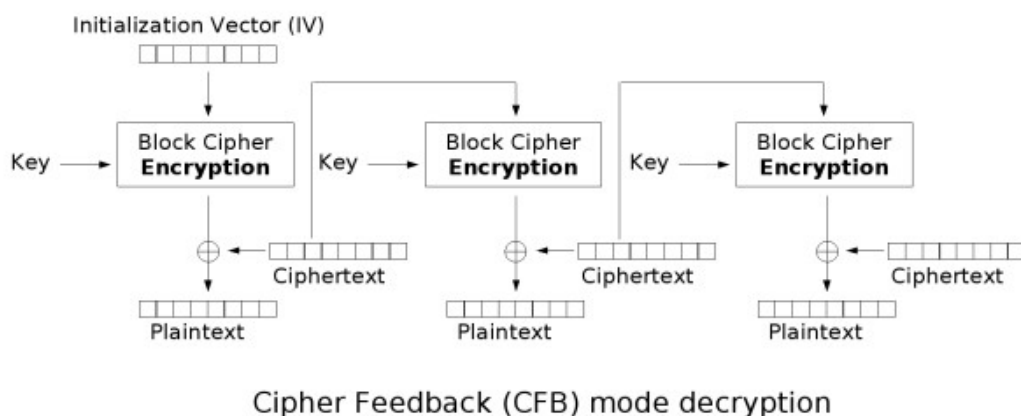 Initialization Vector (IV)
Key
Block Cipher
Encryption
Key
Block Cipher
Encryption
Key
Block Cipher
Encryption
Ciphertext
Ciphertext
Ciphertext
Plaintext
Plaintext
Plaintext
Cipher Feedback (CFB) mode decryption